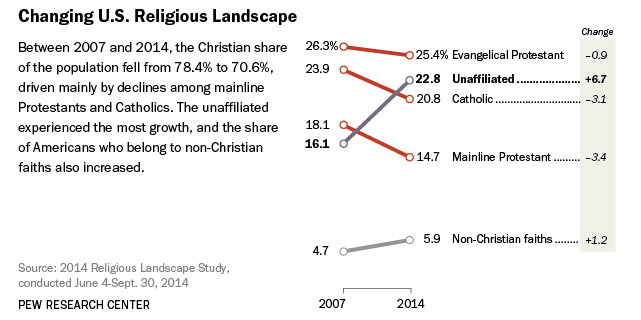 Changing U.S. Religious Landscape
Between 2007 and 2014, the Christian share
of the population fell from 78.4% to 70.6%,
driven mainly by declines among mainline
Protestants and Catholics. The unaffiliated
experienced the most growth, and the share
of Americans who belong to non-Christian
faiths also increased.
Change
26.3% 25.4% Evangelical Protestant –0.9
23.9 22.8 Unaffiliated ................ +6.7
20.8 Catholic ........................... –3.1
18.1
16.1 14.7 Mainline Protestant ......... –3.4
4.7 5.9 Non-Christian faiths ........ +1.2
2007 2014
Source: 2014 Religious Landscape Study,
conducted June 4-Sept. 30, 2014
PEW RESEARCH CENTER